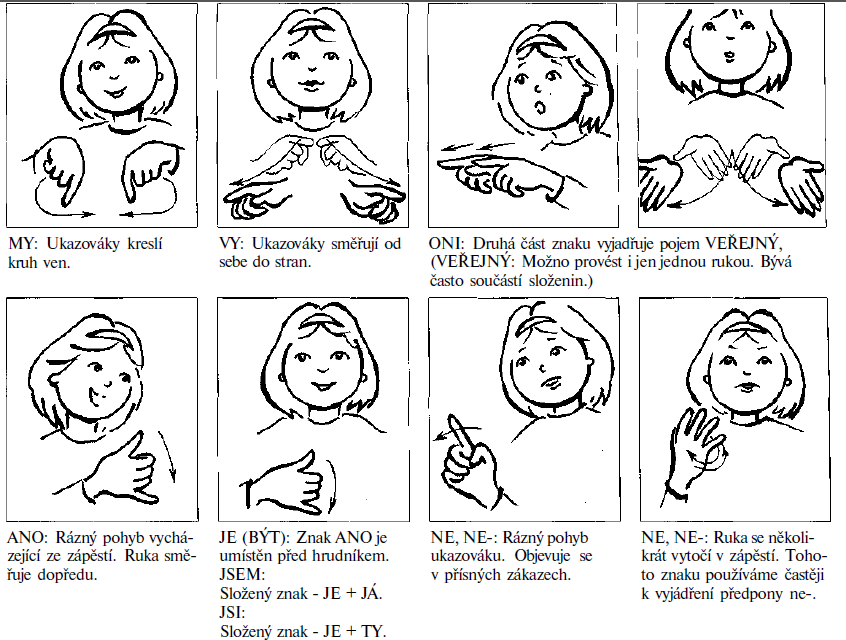 MY: Ukazováky kreslí
kruh ven.
VY: Ukazováky směřují od
sebe do stran.
ONI: Druhá část znaku vyjadřuje pojem VEŘEJNÝ,
(VEŘEJNÝ: Možno provést i jen jednou rukou. Bývá
často součástí složenin.)
ANO: Rázný pohyb vychá-
zející ze zápěstí. Ruka smě-
řuje dopředu.
JE (BÝT): Znak ANO je
umístěn před hrudníkem.
JSEM:
Složený znak - JE + JÁ.
JSI:
Složený znak - JE + TY.
NE, NE-: Rázný pohyb
ukazováku. Objevuje se
v přísných zákazech.
NE, NE-: Ruka se několi-
krát vytočí v zápěstí. Toho-
to znaku používáme častěji
k vyjádření předpony ne-.